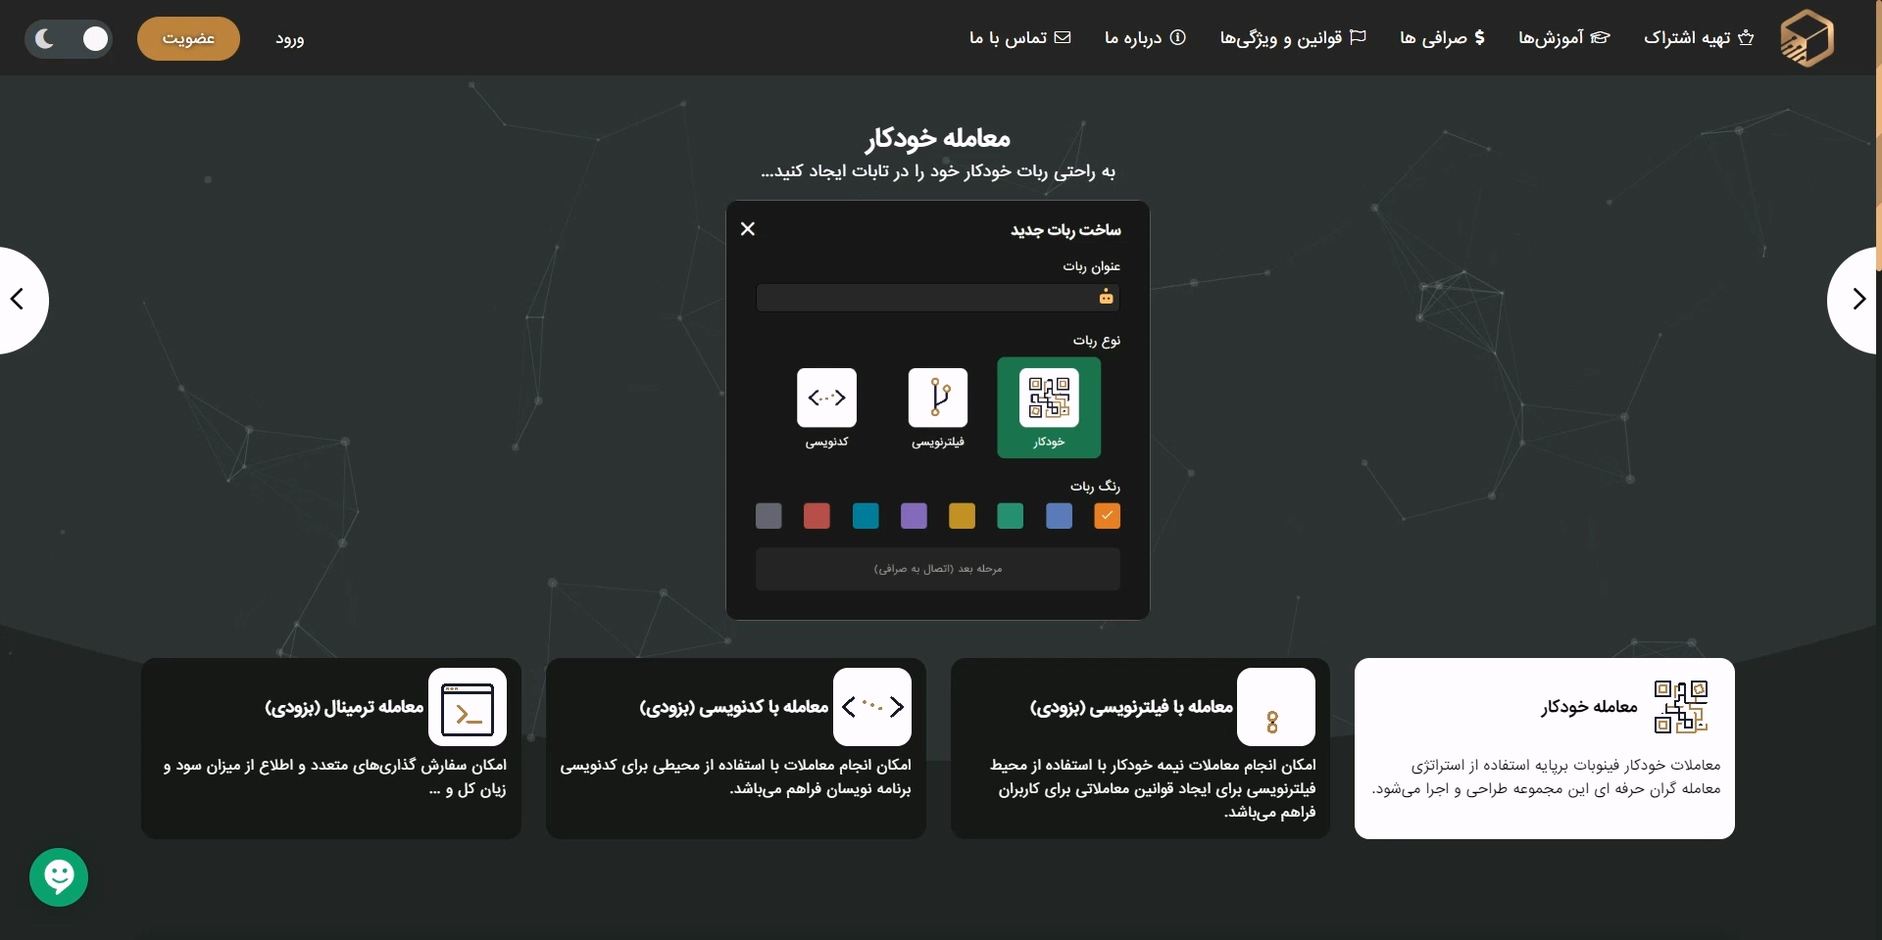 تهیه اشتراک
آموزش‌ها
صرافی ها
قوانین و ویژگی‌ها
درباره ما
تماس با ما
ورود
عضویت
معامله خودکار
به راحتی ربات خودکار خود را در تابات ایجاد کنید...
ساخت ربات جدید
عنوان ربات
نوع ربات
خودکار
فیلترنویسی
کدنویسی
رنگ ربات
مرحله بعد (اتصال به صرافی)
معامله خودکار
معاملات خودکار فینوبات برپایه استفاده از استراتژی
معامله گران حرفه ای این مجموعه طراحی و اجرا می‌شود.
معامله با فیلترنویسی (بزودی)
امکان انجام معاملات نیمه خودکار با استفاده از محیط
فیلترنویسی برای ایجاد قوانین معاملاتی برای کاربران
فراهم می‌باشد.
معامله با کدنویسی (بزودی)
امکان انجام معاملات با استفاده از محیطی برای کدنویسی
برنامه نویسان فراهم می‌باشد.
معامله ترمینال (بزودی)
امکان سفارش گذاری‌های متعدد و اطلاع از میزان سود و
زیان کل و ...